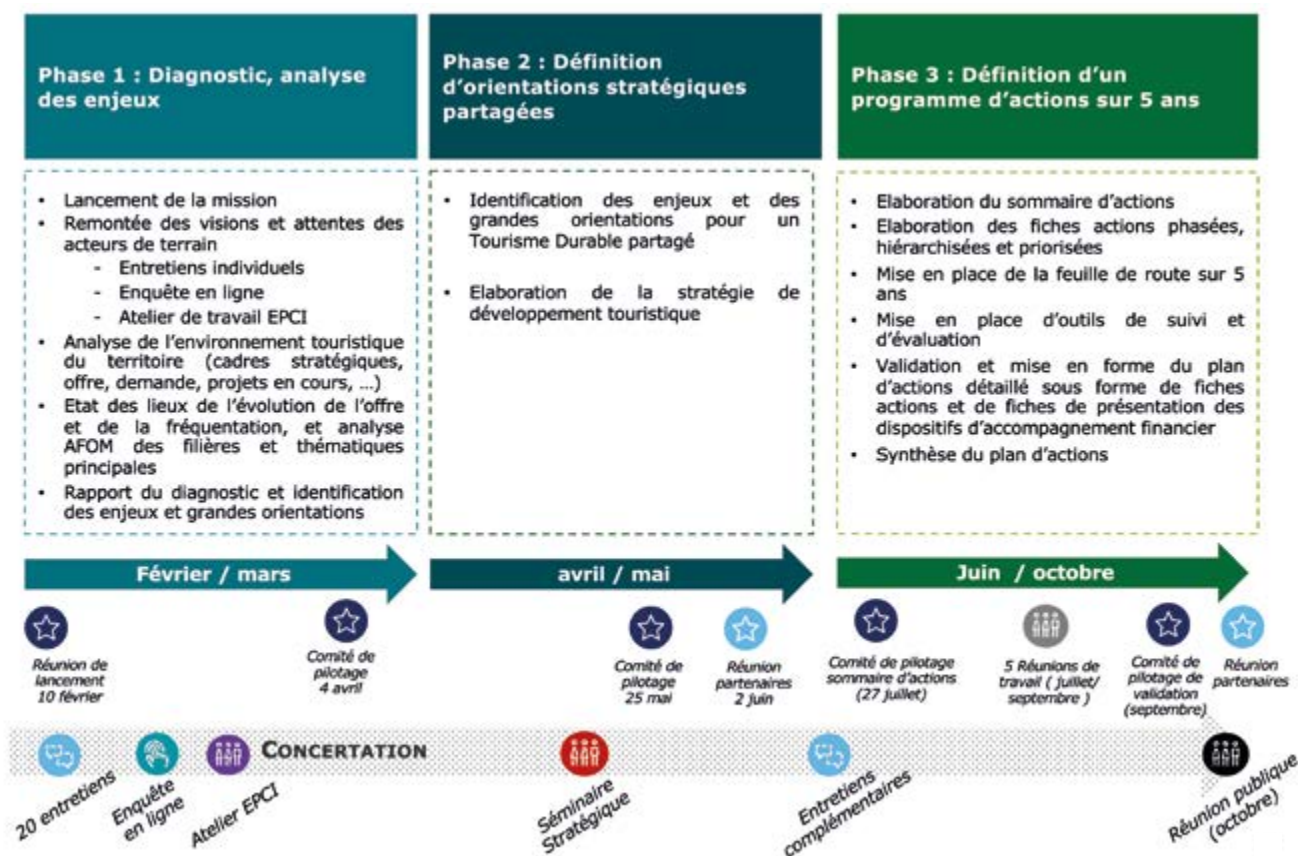 Phase 1 : Diagnostic, analyse
des enjeux
Phase 2 : Définition
d'orientations stratégiques
partagées
Phase 3 : Définition d'un
programme d'actions sur 5 ans
• Lancement de la mission
• Remontée des visions et attentes des
acteurs de terrain
- Entretiens individuels
- Enquête en ligne
- Atelier de travail EPCI
• Analyse de l'environnement touristique
du territoire (cadres stratégiques,
offre, demande, projets en cours, ...)
• Etat des lieux de l'évolution de l'offre
et de la fréquentation, et analyse
AFOM des filières et thématiques
principales
• Rapport du diagnostic et identification
des enjeux et grandes orientations
• Identification des enjeux et des
grandes orientations pour un
Tourisme Durable partagé
• Elaboration de la stratégie de
développement touristique
• Elaboration du sommaire d'actions
• Elaboration des fiches actions phasées,
hiérarchisées et priorisées
• Mise en place de la feuille de route sur 5
ans
• Mise en place d'outils de suivi et
d'évaluation
• Validation et mise en forme du plan
d'actions détaillé sous forme de fiches
actions et de fiches de présentation des
dispositifs d'accompagnement financier
• Synthèse du plan d'actions
Février / mars
avril / mai
Juin / octobre
Réunion de
lancement
10 février
Comité de
pilotage
4 avril
Comité de
pilotage
25 mai
Réunion
partenaires
2 juin
Comité de pilotage
sommaire d'actions
(27 juillet)
5 Réunions de
travail ( juillet/
septembre )
Comité de
pilotage de
validation
(septembre)
Réunion
partenaires
CONCERTATION
20 entretiens
Enquête
en ligne
Atelier EPCI
Séminaire
Stratégique
Entretiens
complémentaires
Réunion publique
(octobre)